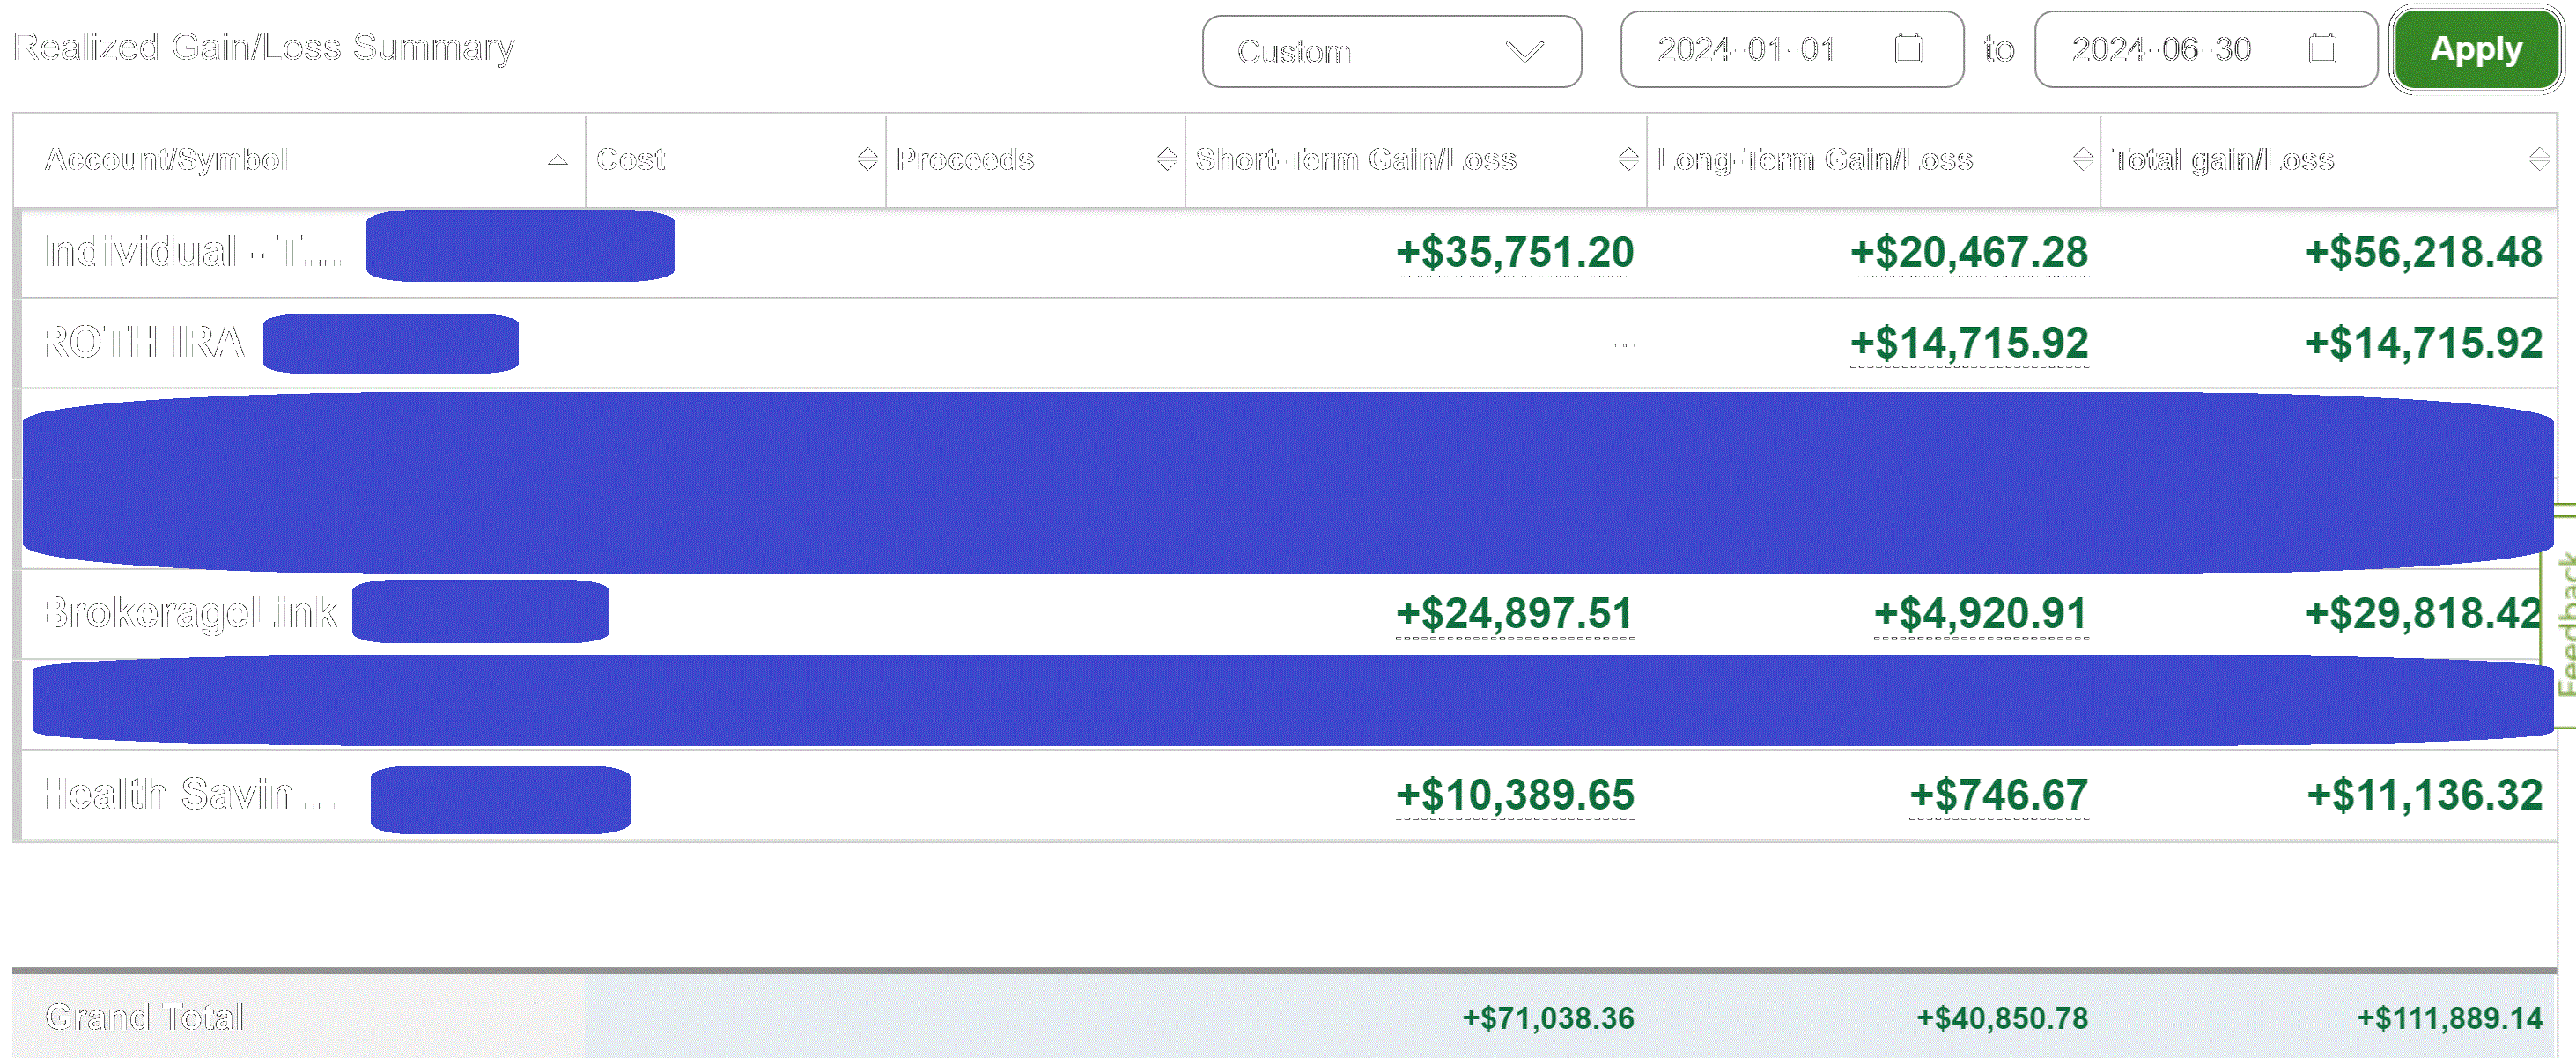 Realized Gain/Loss Summary Custom 2024-01-01 to 2024-06-30 Apply
Account/Symbol Cost Proceeds Short-Term Gain/Loss Long-Term Gain/Loss Total gain/Loss
Individual - T... +$35,751.20 +$20,467.28 +$56,218.48
ROTH IRA -- +$14,715.92 +$14,715.92
BrokerageLink +$24,897.51 +$4,920.91 +$29,818.42
Feedback
Health Savin... +$10,389.65 +$746.67 +$11,136.32
Grand Total +$71,038.36 +$40,850.78 +$111,889.14